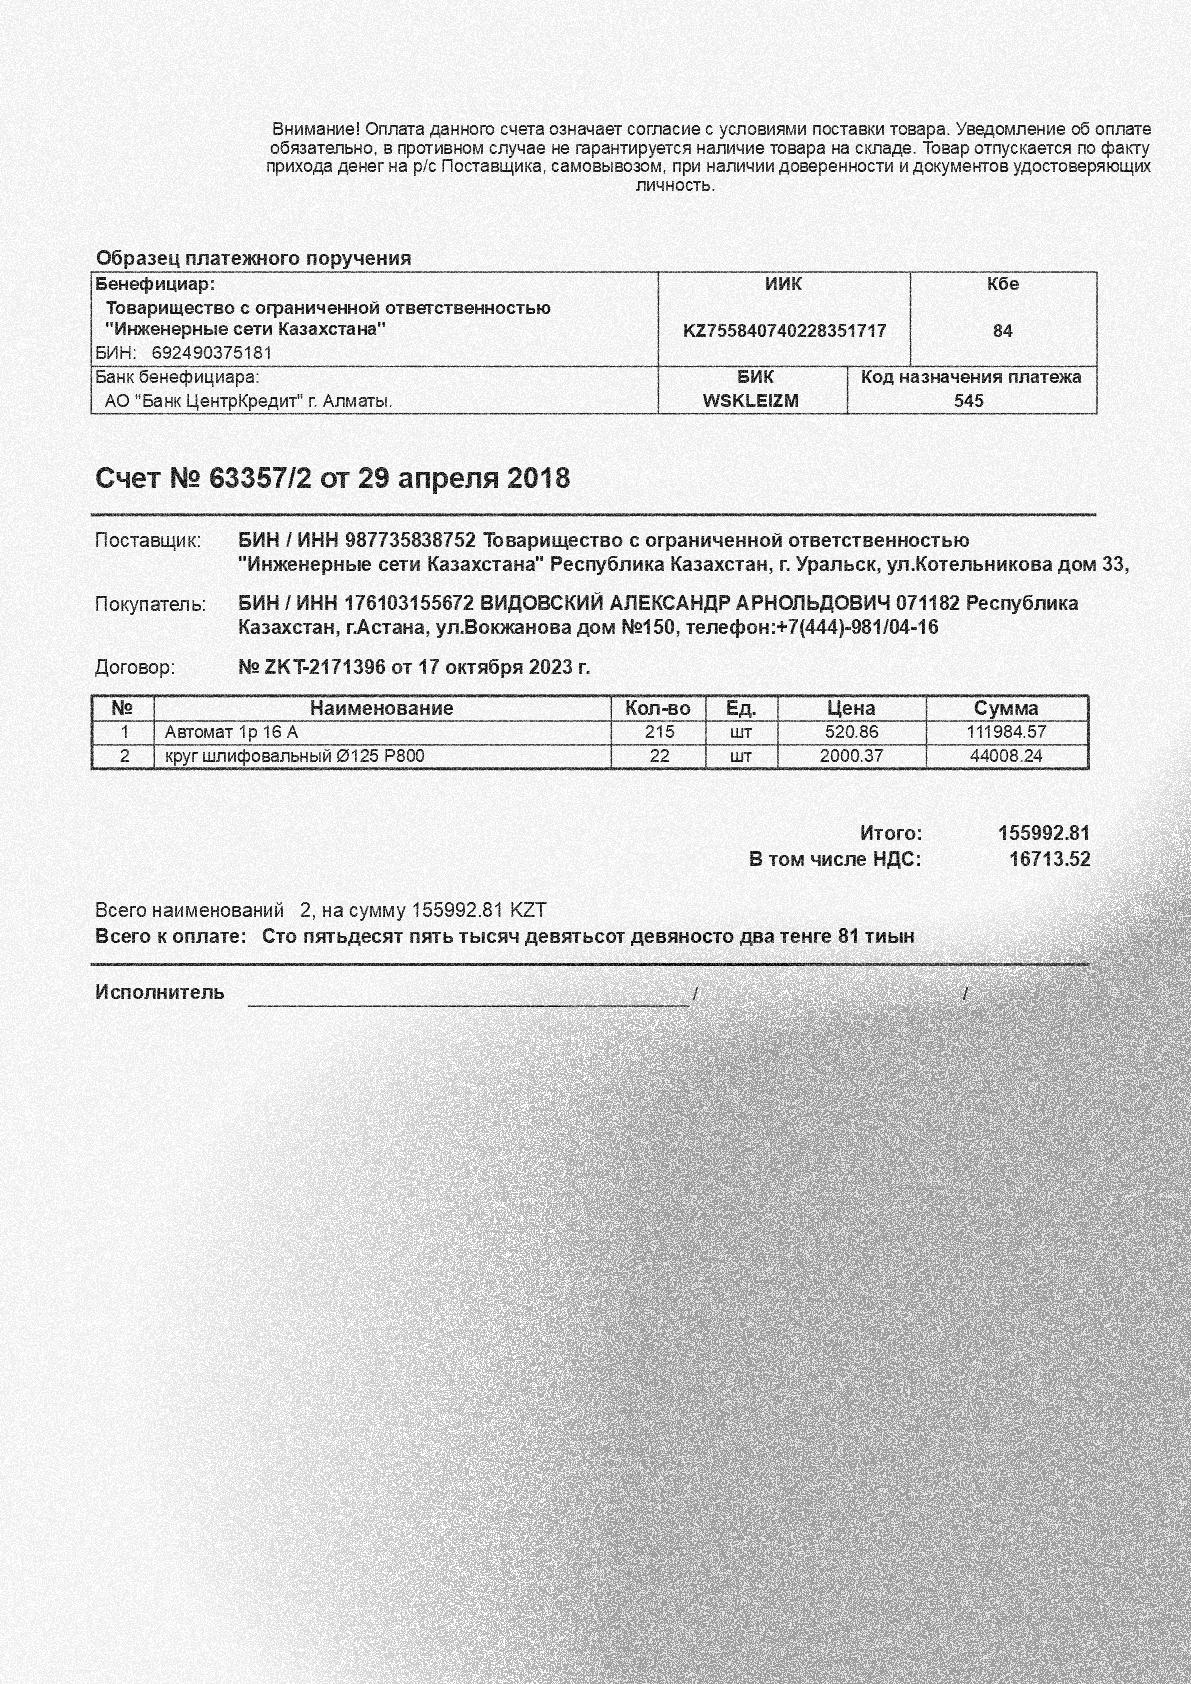 Внимание! Оплата данного счета означает согласие с условиями поставки товара. Уведомление об оплате
обязательно, в противном случае не гарантируется наличие товара на складе. Товар отпускается по факту
прихода денег на р/с Поставщика, самовывозом, при наличии доверенности и документов удостоверяющих
личность.
Образец платежного поручения
Бенефициар: ИИК Кбе
Товарищество с ограниченной ответственностью
"Инженерные сети Казахстана" KZ755840740228351717 84
БИН: 692490375181
Банк бенефициара: БИК Код назначения платежа
АО "Банк ЦентрКредит" г. Алматы. WSKLEIZM 545
Счет № 63357/2 от 29 апреля 2018
Поставщик: БИН / ИНН 987735838752 Товарищество с ограниченной ответственностью
"Инженерные сети Казахстана" Республика Казахстан, г. Уральск, ул.Котельникова дом 33,
Покупатель: БИН / ИНН 176103155672 ВИДОВСКИЙ АЛЕКСАНДР АРНОЛЬДОВИЧ 071182 Республика
Казахстан, г.Астана, ул.Вокжанова дом №150, телефон:+7(444)-981/04-16
Договор: № ZKT-2171396 от 17 октября 2023 г.
№ Наименование Кол-во Ед. Цена Сумма
1 Автомат 1р 16 А 215 шт 520.86 111984.57
2 круг шлифовальный Ø125 Р800 22 шт 2000.37 44008.24
Итого: 155992.81
В том числе НДС: 16713.52
Всего наименований 2, на сумму 155992.81 KZT
Всего к оплате: Сто пятьдесят пять тысяч девятьсот девяносто два тенге 81 тиын
Исполнитель / /